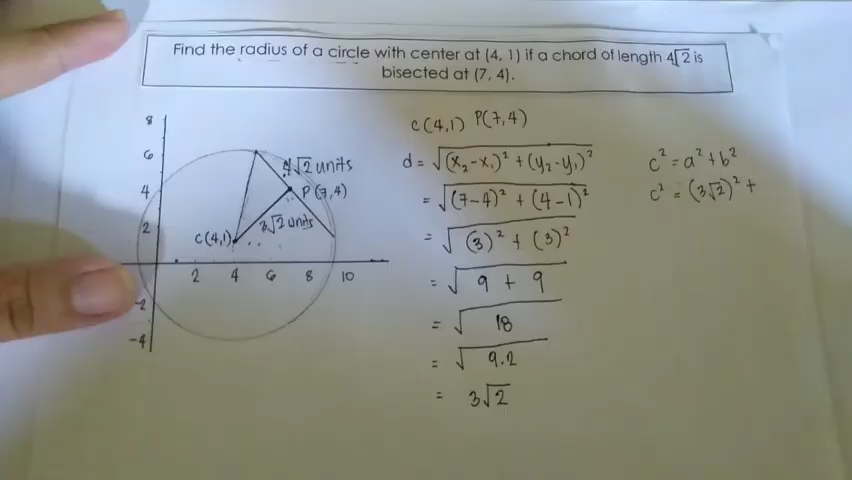 Find the radius of a circle with center at (4, 1) if a chord of length 4√2 is
bisected at (7, 4).
8
6
4
2
-2
-4
2 4 6 8 10
4√2 units
P(7,4)
3√2 units
C(4,1)
C(4,1) P(7,4)
d = √(x₂-x₁)² + (y₂-y₁)²
= √(7-4)² + (4-1)²
= √(3)² + (3)²
= √9 + 9
= √18
= √9.2
= 3√2
c² = a² + b²
c² = (3√2)² +